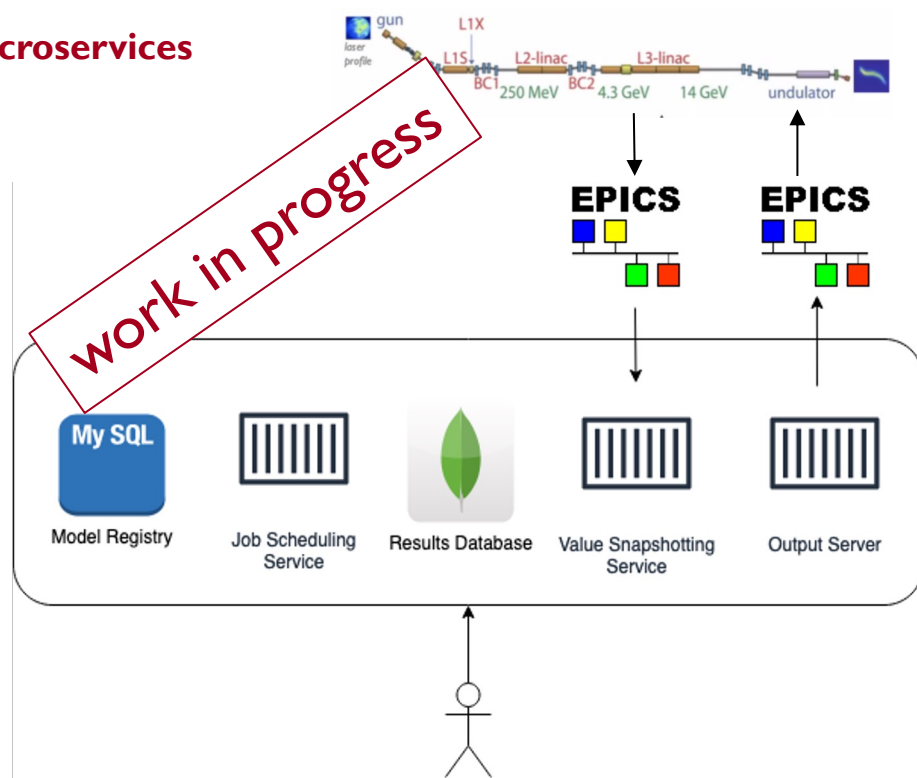 croservices
gun
L1X
laser
profile
L1S
L2-linac
L3-linac
BC1
250 MeV
BC2
4.3 GeV
14 GeV
undulator
work in progress
EPICS
EPICS
My SQL
Model Registry
Job Scheduling
Service
Results Database
Value Snapshotting
Service
Output Server